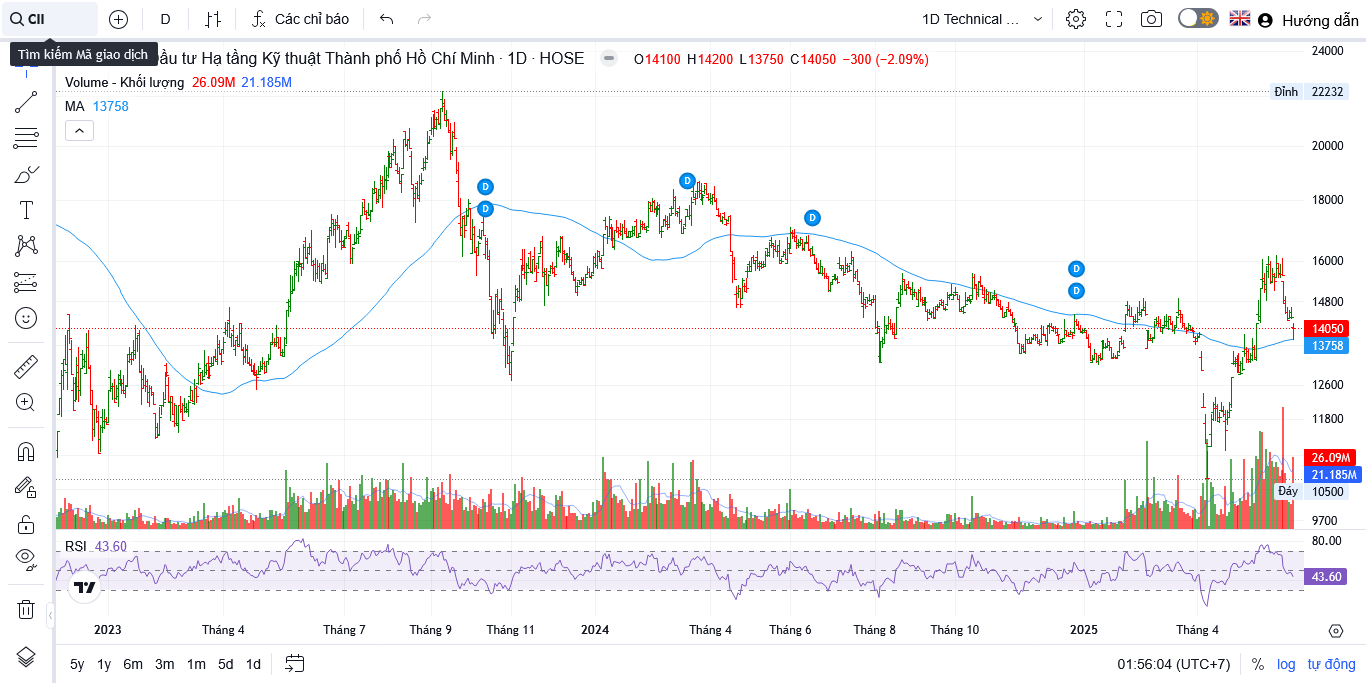 CII D Các chỉ báo 1D Technical ... Hướng dẫn
Tìm kiếm Mã giao dịch
ầu tư Hạ tầng Kỹ thuật Thành phố Hồ Chí Minh · 1D · HOSE O14100 H14200 L13750 C14050 −300 (−2.09%)
Volume - Khối lượng 26.09M 21.185M
MA 13758
24000
Đỉnh 22232
20000
18000
16000
14800
14050
13758
12600
11800
26.09M
21.185M
Đáy 10500
9700
D
D
D
D
D
D
RSI 43.60
80.00
43.60
2023 Tháng 4 Tháng 7 Tháng 9 Tháng 11 2024 Tháng 4 Tháng 6 Tháng 8 Tháng 10 2025 Tháng 4
5y 1y 6m 3m 1m 5d 1d 01:56:04 (UTC+7) % log tự động